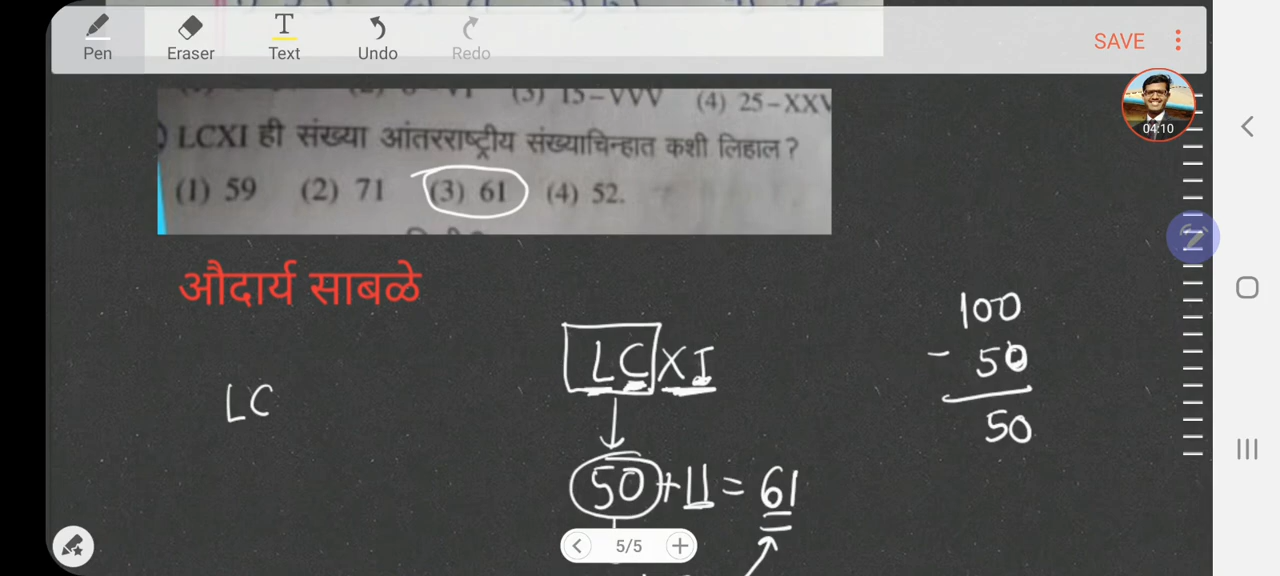 Pen Eraser Text Undo Redo SAVE
04:10
(3) 15-VVV (4) 25-XXV
LCXI ही संख्या आंतरराष्ट्रीय संख्याचिन्हात कशी लिहाल ?
(1) 59 (2) 71 (3) 61 (4) 52.
औदार्य साबळे
100
- 50
50
LCXI
LC
50+11=61
5/5